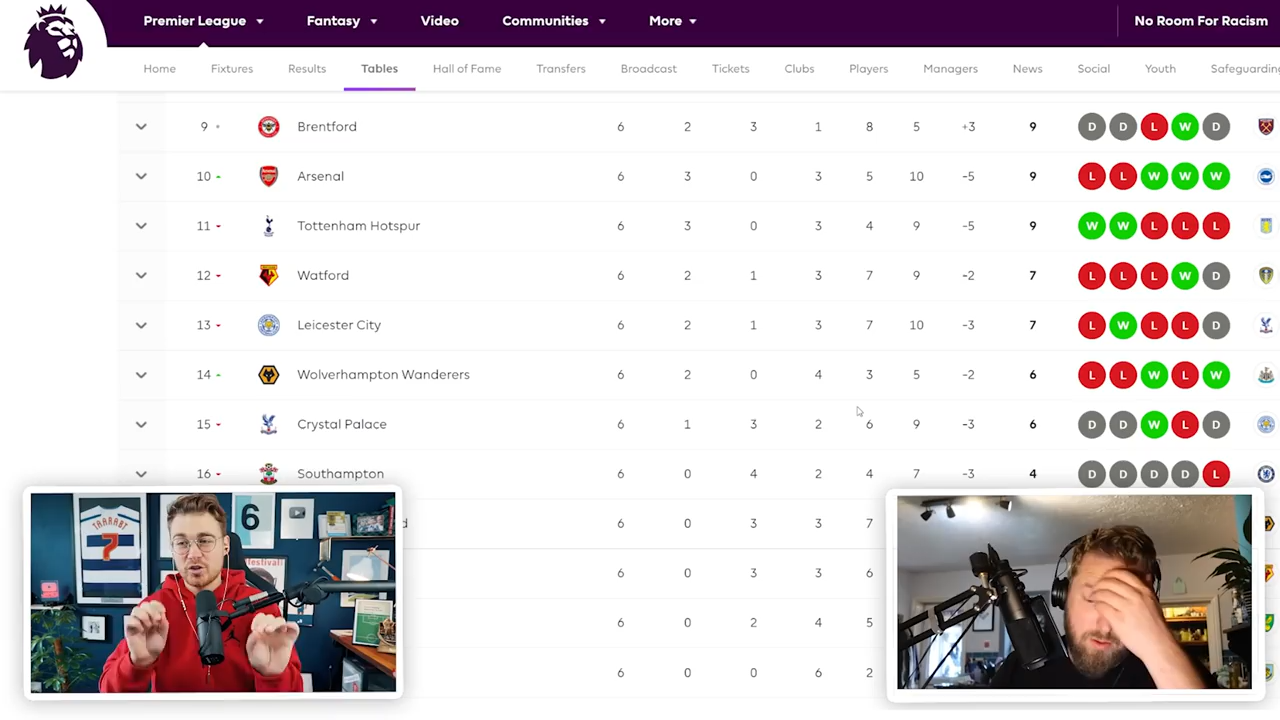 Premier League Fantasy Video Communities More No Room For Racism
Home Fixtures Results Tables Hall of Fame Transfers Broadcast Tickets Clubs Players Managers News Social Youth Safeguarding
9 Brentford 6 2 3 1 8 5 +3 9 D D L W D
10 Arsenal 6 3 0 3 5 10 -5 9 L L W W W
11 Tottenham Hotspur 6 3 0 3 4 9 -5 9 W W L L L
12 Watford 6 2 1 3 7 9 -2 7 L L L W D
13 Leicester City 6 2 1 3 7 10 -3 7 L W L L D
14 Wolverhampton Wanderers 6 2 0 4 3 5 -2 6 L L W L W
15 Crystal Palace 6 1 3 2 6 9 -3 6 D D W L D
16 Southampton 6 0 4 2 4 7 -3 4 D D D D L
d 6 0 3 3 7
6 0 3 3 6
6 0 2 4 5
6 0 0 6 2
TAARABT
7
6